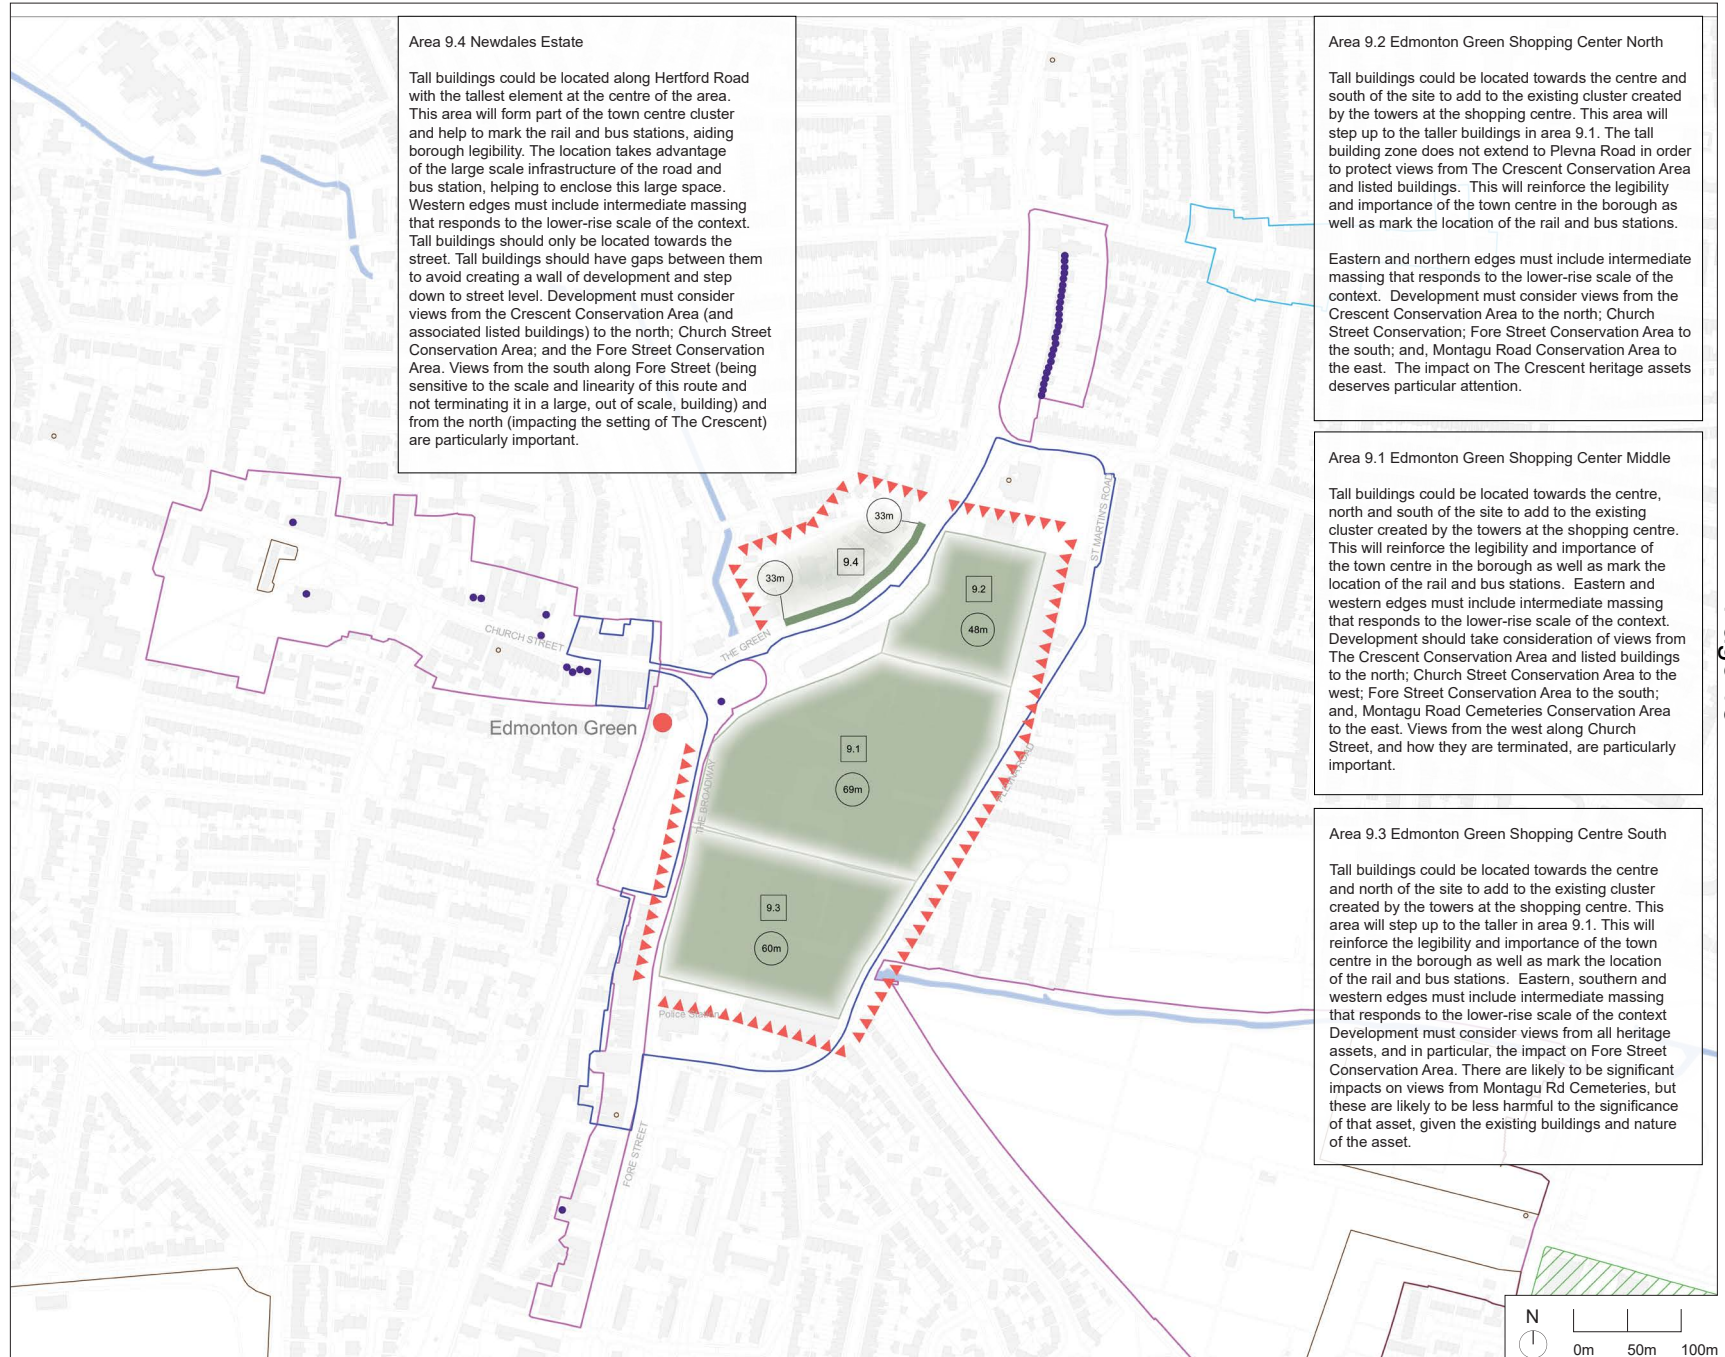 Area 9.4 Newdales Estate
Tall buildings could be located along Hertford Road
with the tallest element at the centre of the area.
This area will form part of the town centre cluster
and help to mark the rail and bus stations, aiding
borough legibility. The location takes advantage
of the large scale infrastructure of the road and
bus station, helping to enclose this large space.
Western edges must include intermediate massing
that responds to the lower-rise scale of the context.
Tall buildings should only be located towards the
street. Tall buildings should have gaps between them
to avoid creating a wall of development and step
down to street level. Development must consider
views from the Crescent Conservation Area (and
associated listed buildings) to the north; Church Street
Conservation Area; and the Fore Street Conservation
Area. Views from the south along Fore Street (being
sensitive to the scale and linearity of this route and
not terminating it in a large, out of scale, building) and
from the north (impacting the setting of The Crescent)
are particularly important.
Area 9.2 Edmonton Green Shopping Center North
Tall buildings could be located towards the centre and
south of the site to add to the existing cluster created
by the towers at the shopping centre. This area will
step up to the taller buildings in area 9.1. The tall
building zone does not extend to Plevna Road in order
to protect views from The Crescent Conservation Area
and listed buildings. This will reinforce the legibility
and importance of the town centre in the borough as
well as mark the location of the rail and bus stations.
Eastern and northern edges must include intermediate
massing that responds to the lower-rise scale of the
context. Development must consider views from the
Crescent Conservation Area to the north; Church
Street Conservation; Fore Street Conservation Area to
the south; and, Montagu Road Conservation Area to
the east. The impact on The Crescent heritage assets
deserves particular attention.
Area 9.1 Edmonton Green Shopping Center Middle
Tall buildings could be located towards the centre,
north and south of the site to add to the existing
cluster created by the towers at the shopping centre.
This will reinforce the legibility and importance of
the town centre in the borough as well as mark the
location of the rail and bus stations. Eastern and
western edges must include intermediate massing
that responds to the lower-rise scale of the context.
Development should take consideration of views from
The Crescent Conservation Area and listed buildings
to the north; Church Street Conservation Area to the
west; Fore Street Conservation Area to the south;
and, Montagu Road Cemeteries Conservation Area
to the east. Views from the west along Church
Street, and how they are terminated, are particularly
important.
Area 9.3 Edmonton Green Shopping Centre South
Tall buildings could be located towards the centre
and north of the site to add to the existing cluster
created by the towers at the shopping centre. This
area will step up to the taller in area 9.1. This will
reinforce the legibility and importance of the town
centre in the borough as well as mark the location
of the rail and bus stations. Eastern, southern and
western edges must include intermediate massing
that responds to the lower-rise scale of the context
Development must consider views from all heritage
assets, and in particular, the impact on Fore Street
Conservation Area. There are likely to be significant
impacts on views from Montagu Rd Cemeteries, but
these are likely to be less harmful to the significance
of that asset, given the existing buildings and nature
of the asset.
33m
9.4
33m
9.2
48m
ST MARTIN'S ROAD
CHURCH STREET
THE GREEN
Edmonton Green
9.1
69m
THE BROADWAY
PLEVNA ROAD
9.3
60m
Police Station
FORE STREET
N
0m 50m 100m